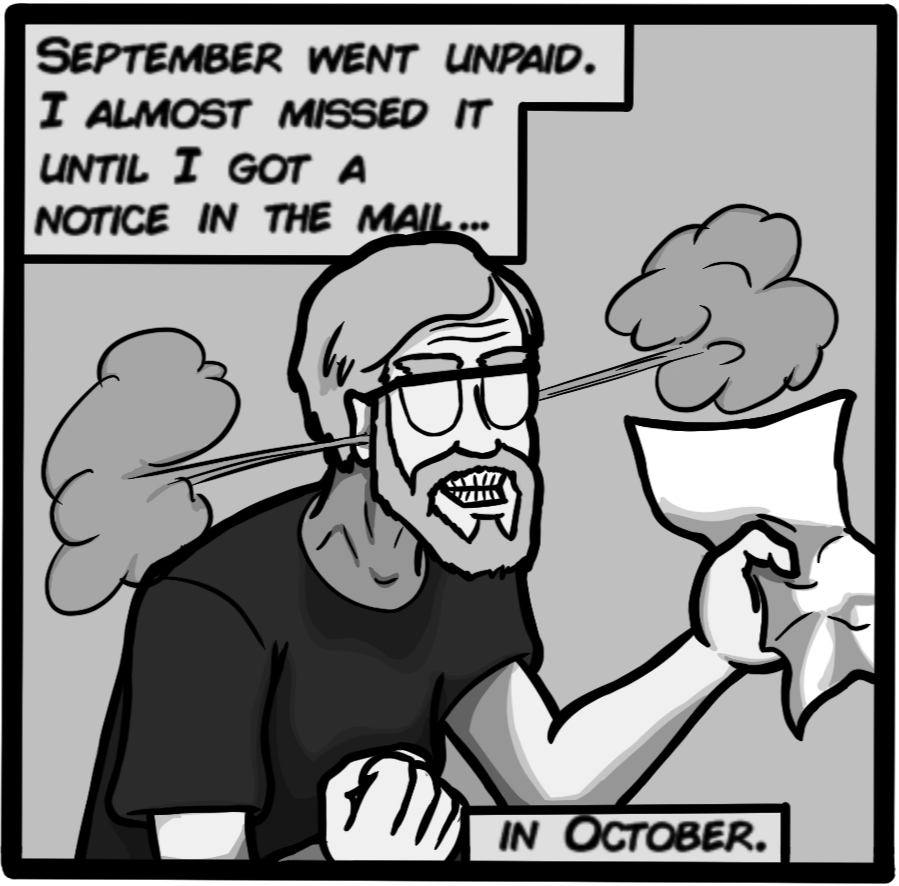 September went unpaid.
I almost missed it
until I got a
notice in the mail...
in October.